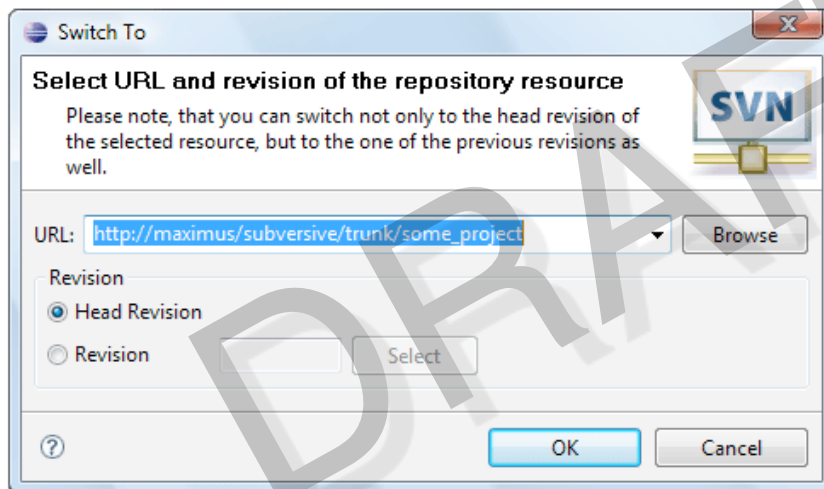 Switch To
Select URL and revision of the repository resource
Please note, that you can switch not only to the head revision of
the selected resource, but to the one of the previous revisions as
well.
SVN
URL: http://maximus/subversive/trunk/some_project Browse
Revision
Head Revision
Revision Select
OK Cancel
DRAF